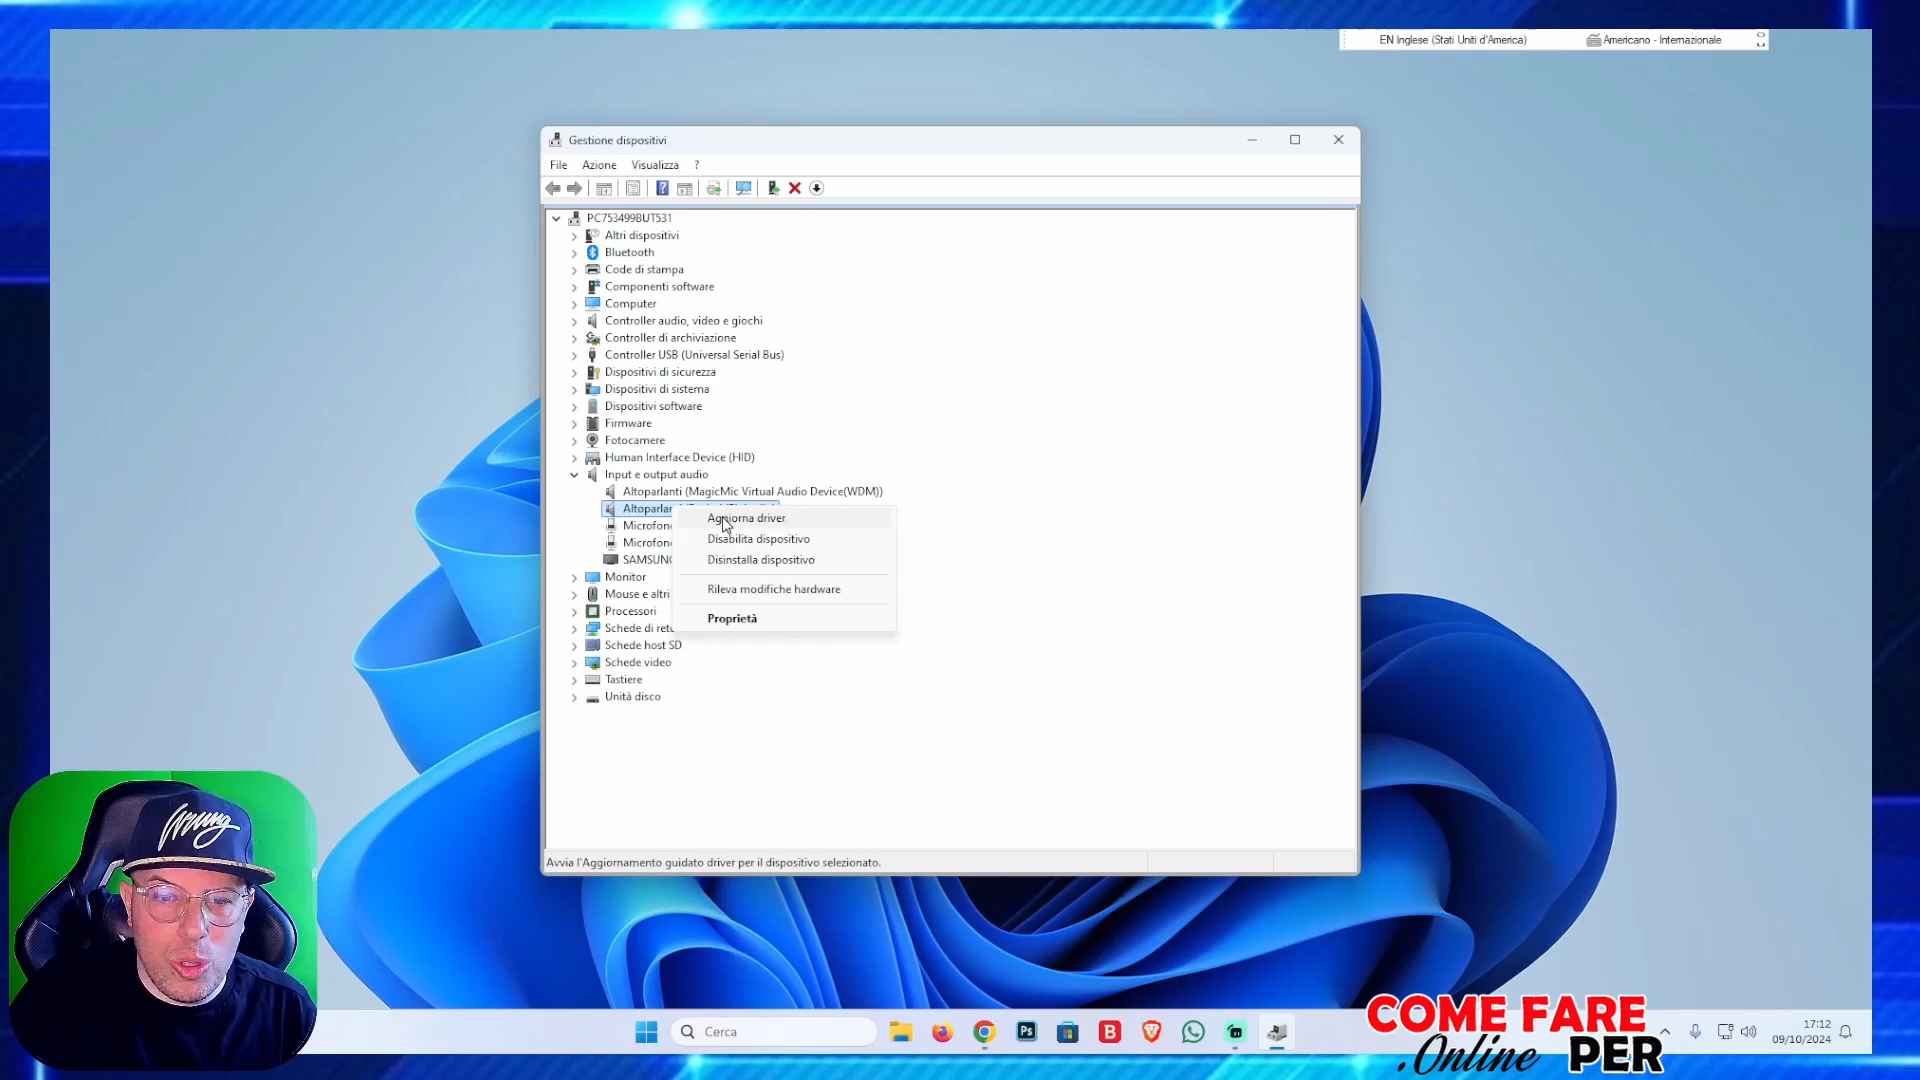 EN Inglese (Stati Uniti d'America) Americano - Internazionale
Gestione dispositivi
File Azione Visualizza ?
PC753499BUT531
Altri dispositivi
Bluetooth
Code di stampa
Componenti software
Computer
Controller audio, video e giochi
Controller di archiviazione
Controller USB (Universal Serial Bus)
Dispositivi di sicurezza
Dispositivi di sistema
Dispositivi software
Firmware
Fotocamere
Human Interface Device (HID)
Input e output audio
Altoparlanti (MagicMic Virtual Audio Device(WDM))
Altoparlan
Microfono
Microfono
SAMSUNG
Monitor
Mouse e altri
Processori
Schede di rete
Schede host SD
Schede video
Tastiere
Unità disco
Aggiorna driver
Disabilita dispositivo
Disinstalla dispositivo
Rileva modifiche hardware
Proprietà
Avvia l'Aggiornamento guidato driver per il dispositivo selezionato.
Cerca
Ps
B
17:12
09/10/2024
COME FARE
.Online PER